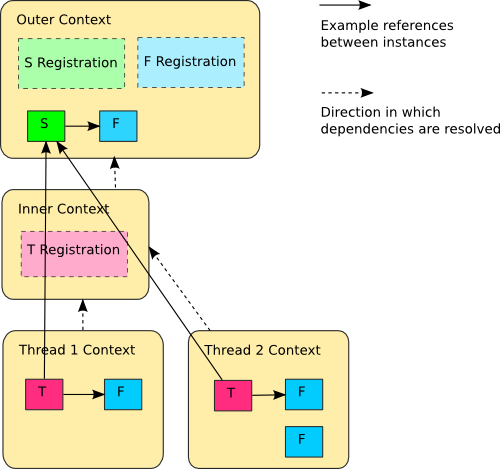 Outer Context
S Registration
F Registration
S
F
Example references
between instances
Direction in which
dependencies are resolved
Inner Context
T Registration
Thread 1 Context
T
F
Thread 2 Context
T
F
F